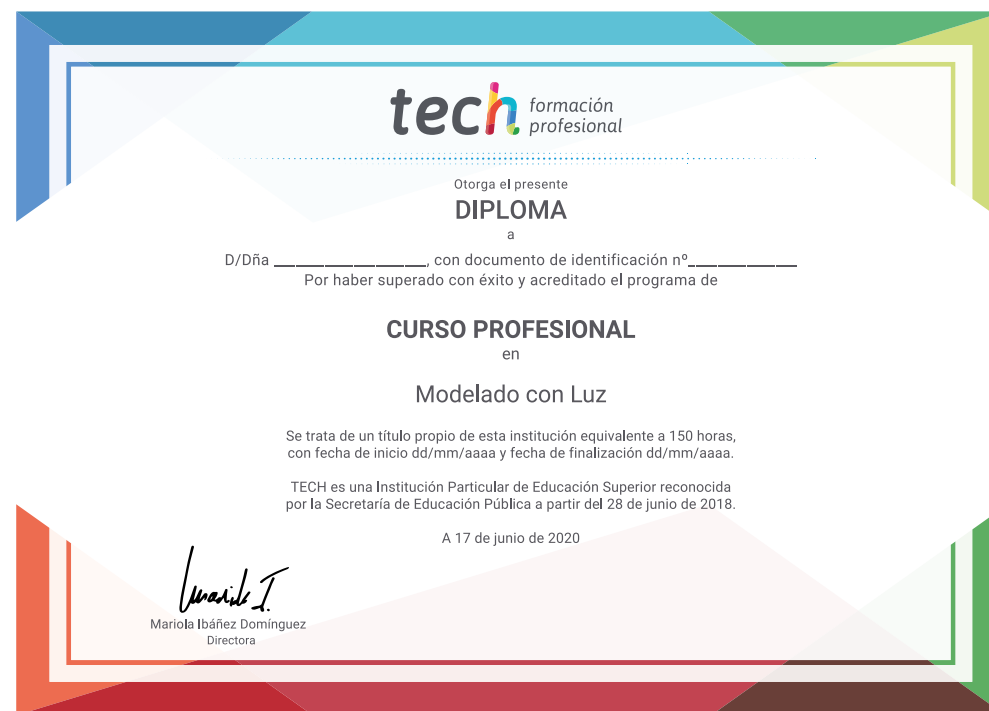 tech formación
profesional
Otorga el presente
DIPLOMA
a
D/Dña ______________, con documento de identificación nº__________
Por haber superado con éxito y acreditado el programa de
CURSO PROFESIONAL
en
Modelado con Luz
Se trata de un título propio de esta institución equivalente a 150 horas,
con fecha de inicio dd/mm/aaaa y fecha de finalización dd/mm/aaaa.
TECH es una Institución Particular de Educación Superior reconocida
por la Secretaría de Educación Pública a partir del 28 de junio de 2018.
A 17 de junio de 2020
Mariola Ibáñez Domínguez
Directora